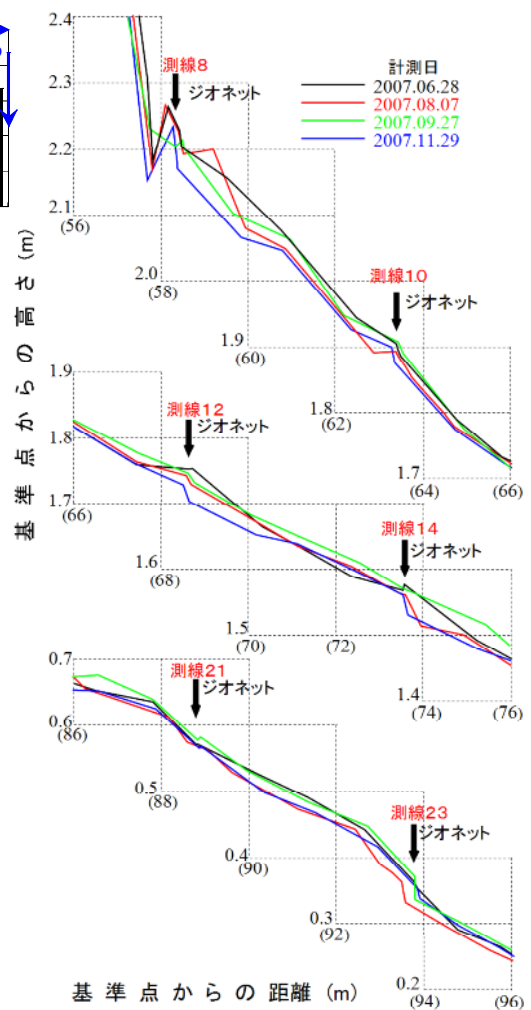 2.4
測線8
計測日
ジオネット
2007.06.28
2.3
2007.08.07
2007.09.27
2007.11.29
2.2
2.1
(56)
測線10
2.0
(58)
ジオネット
1.9
(60)
基準点からの高さ (m)
1.9
測線12
1.8
(62)
ジオネット
1.8
1.7
(64)
(66)
1.7
(66)
測線14
ジオネット
1.6
(68)
1.5
(70)
(72)
0.7
測線21
(86)
ジオネット
1.4
(74)
(76)
0.6
0.5
(88)
測線23
ジオネット
0.4
(90)
0.3
(92)
0.2
(94)
(96)
基準点からの距離 (m)